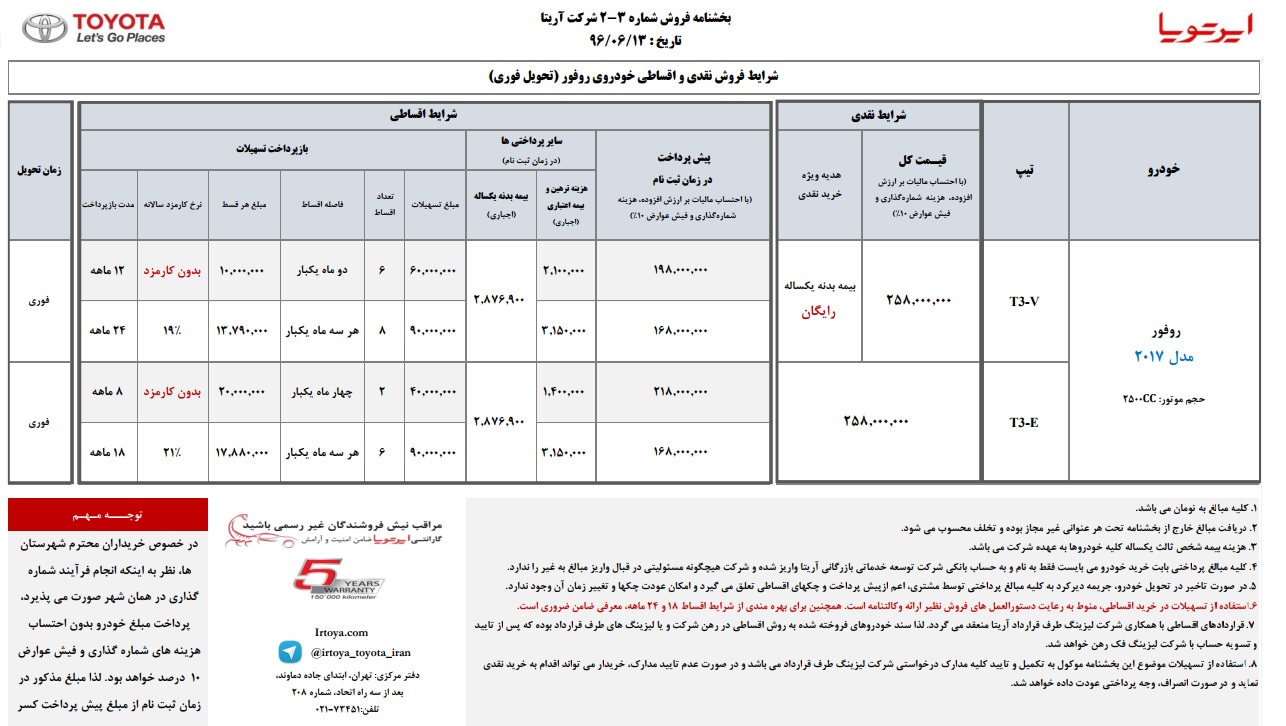 TOYOTA
Let's Go Places
بخشنامه فروش شماره ۳-۲ شرکت آریتا
تاریخ : ۹۶/۰۶/۱۳
ایرتویا
شرایط فروش نقدی و اقساطی خودروی روفور (تحویل فوری)
خودرو
تیپ
شرایط نقدی
قیـمت کل
(با احتساب مالیات بر ارزش
افزوده، هزینه شماره‌گذاری و
فیش عوارض ۱۰٪)
هدیه ویژه
خرید نقدی
شرایط اقساطی
پیش پرداخت
در زمان ثبت نام
(با احتساب مالیات بر ارزش افزوده، هزینه
شماره‌گذاری و فیش عوارض ۱۰٪)
سایر پرداختی ها
(در زمان ثبت نام)
هزینه ترهین و
بیمه اعتباری
(اجباری)
بیمه بدنه یکساله
(اجباری)
بازپرداخت تسهیلات
مبلغ تسهیلات
تعداد
اقساط
فاصله اقساط
مبلغ هر قسط
نرخ کارمزد سالانه
مدت بازپرداخت
زمان تحویل
روفور
مدل ۲۰۱۷
حجم موتور: ۲۵۰۰CC
T3-V
۲۵۸,۰۰۰,۰۰۰
بیمه بدنه یکساله
رایگان
۱۹۸,۰۰۰,۰۰۰
۲,۱۰۰,۰۰۰
۲,۸۷۶,۹۰۰
۶۰,۰۰۰,۰۰۰
۶
دو ماه یکبار
۱۰,۰۰۰,۰۰۰
بدون کارمزد
۱۲ ماهه
فوری
۱۶۸,۰۰۰,۰۰۰
۳,۱۵۰,۰۰۰
۹۰,۰۰۰,۰۰۰
۸
هر سه ماه یکبار
۱۳,۷۹۰,۰۰۰
۱۹٪
۲۴ ماهه
T3-E
۲۵۸,۰۰۰,۰۰۰
۲۱۸,۰۰۰,۰۰۰
۱,۴۰۰,۰۰۰
۲,۸۷۶,۹۰۰
۴۰,۰۰۰,۰۰۰
۲
چهار ماه یکبار
۲۰,۰۰۰,۰۰۰
بدون کارمزد
۸ ماهه
فوری
۱۶۸,۰۰۰,۰۰۰
۳,۱۵۰,۰۰۰
۹۰,۰۰۰,۰۰۰
۶
هر سه ماه یکبار
۱۷,۸۸۰,۰۰۰
۲۱٪
۱۸ ماهه
۱. کلیه مبالغ به تومان می باشد.
۲. دریافت مبالغ خارج از بخشنامه تحت هر عنوانی غیر مجاز بوده و تخلف محسوب می شود.
۳. هزینه بیمه شخص ثالث یکساله کلیه خودروها به عهده شرکت می باشد.
۴. کلیه مبالغ پرداختی بابت خرید خودرو می بایست فقط به نام و به حساب بانکی شرکت توسعه خدماتی بازرگانی آریتا واریز شده و شرکت هیچگونه مسئولیتی در قبال واریز مبالغ به غیر را ندارد.
۵. در صورت تاخیر در تحویل خودرو، جریمه دیرکرد به کلیه مبالغ پرداختی توسط مشتری، اعم ازپیش پرداخت و چکهای اقساطی تعلق می گیرد و امکان عودت چکها و تغییر زمان آن وجود ندارد.
۶.استفاده از تسهیلات در خرید اقساطی، منوط به رعایت دستورالعمل های فروش نظیر ارائه وکالتنامه است. همچنین برای بهره مندی از شرایط اقساط ۱۸ و ۲۴ ماهه، معرفی ضامن ضروری است.
۷. قراردادهای اقساطی با همکاری شرکت لیزینگ طرف قرارداد آریتا منعقد می گردد. لذا سند خودروهای فروخته شده به روش اقساطی در رهن شرکت و یا لیزینگ های طرف قرارداد بوده که پس از تایید
و تسویه حساب با شرکت لیزینگ فک رهن خواهد شد.
۸. استفاده از تسهیلات موضوع این بخشنامه موکول به تکمیل و تایید کلیه مدارک درخواستی شرکت لیزینگ طرف قرارداد می باشد و در صورت عدم تایید مدارک، خریدار می تواند اقدام به خرید نقدی
نماید و در صورت انصراف، وجه پرداختی عودت داده خواهد شد.
مراقب نیش فروشندگان غیر رسمی باشید
گارانتی ایرتویا ضامن امنیت و آرامش
5 YEARS
WARRANTY
150'000 kilometer
Irtoya.com
@irtoya_toyota_iran
دفتر مرکزی: تهران، ابتدای جاده دماوند،
بعد از سه راه اتحاد، شماره ۲۰۸
تلفن: ۷۳۴۵۱-۰۲۱
توجـــه مــهــم
در خصوص خریداران محترم شهرستان
ها، نظر به اینکه انجام فرآیند شماره
گذاری در همان شهر صورت می پذیرد،
پرداخت مبلغ خودرو بدون احتساب
هزینه های شماره گذاری و فیش عوارض
۱۰ درصد خواهد بود. لذا مبلغ مذکور در
زمان ثبت نام از مبلغ پیش پرداخت کسر